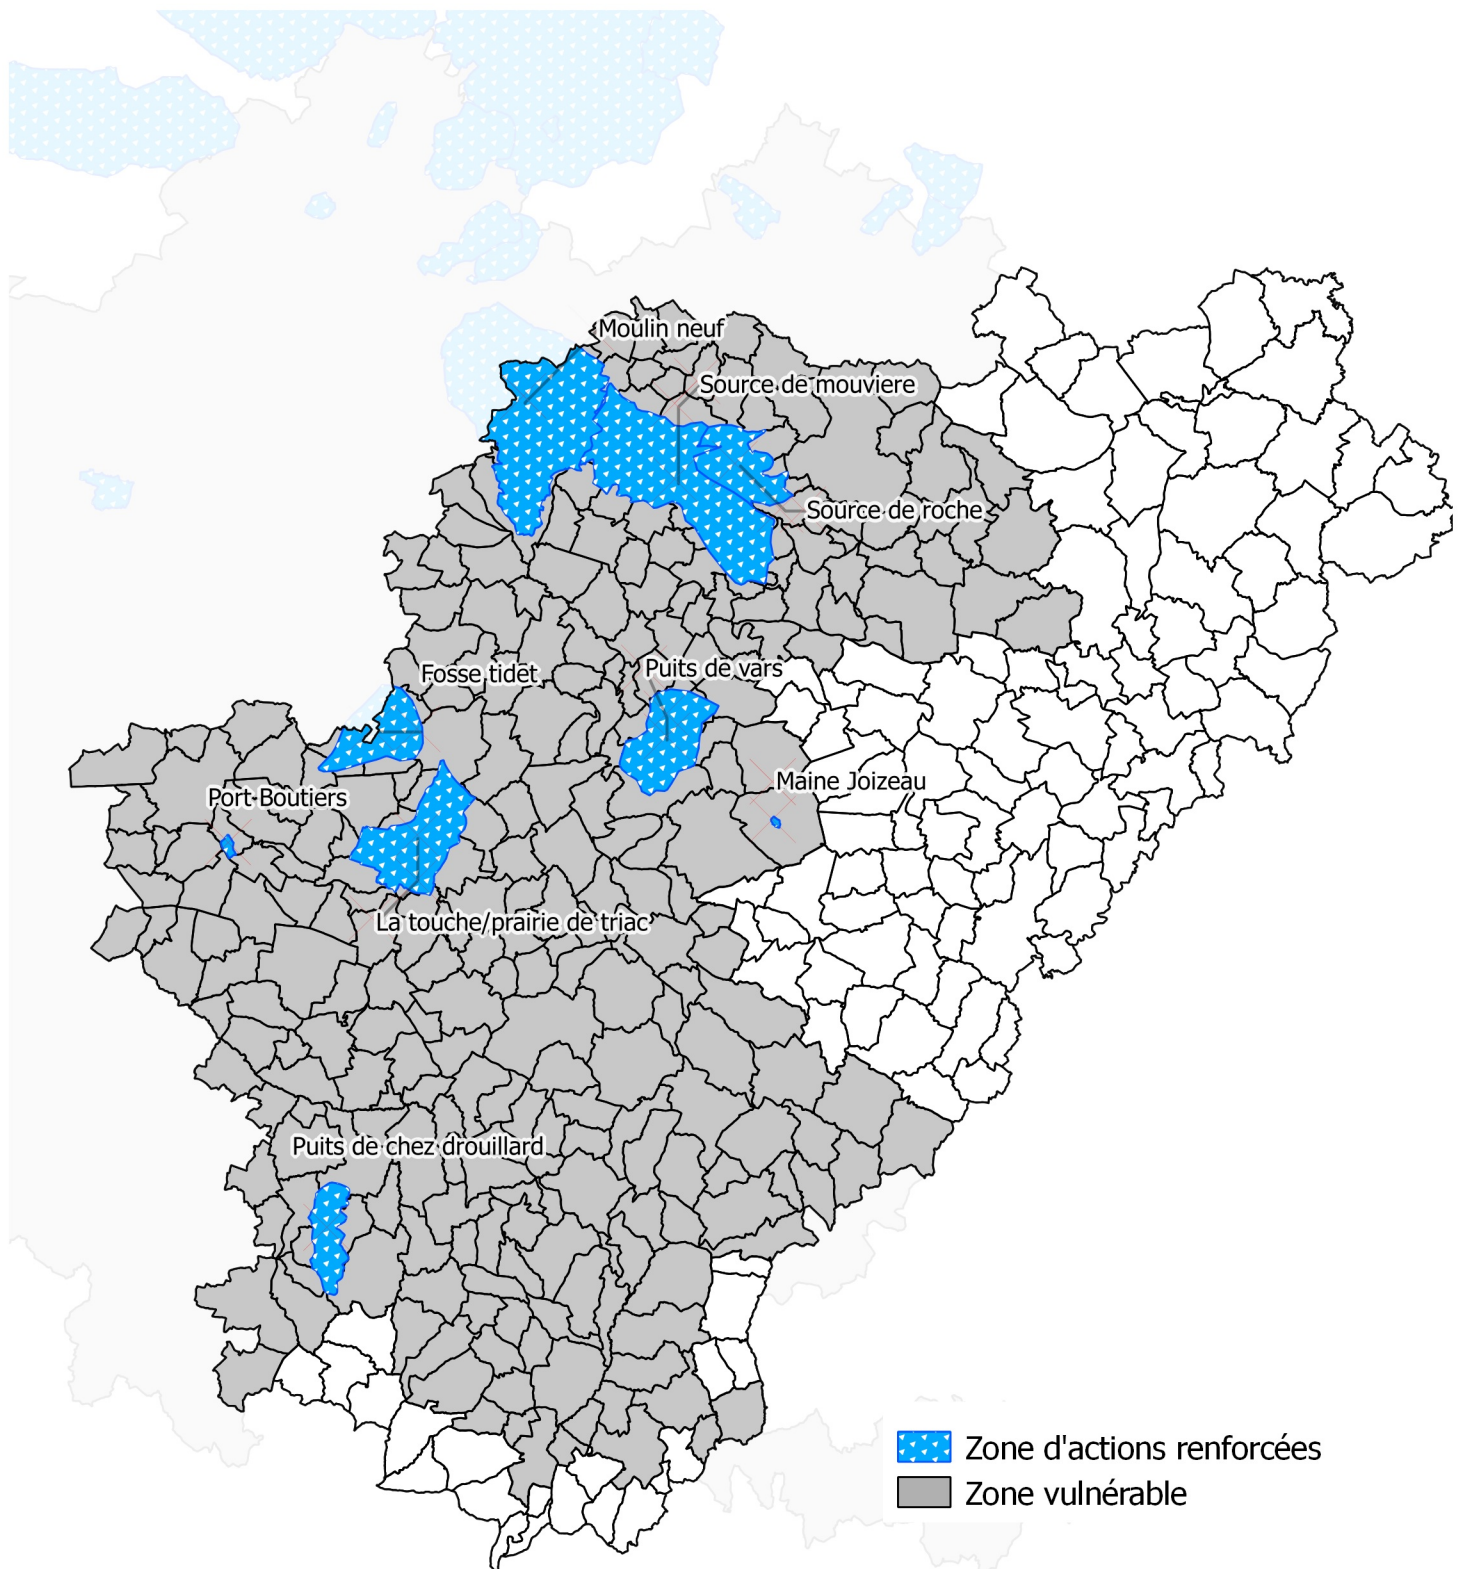 Moulin neuf
Source de mouviere
Source de roche
Fosse tidet
Puits de vars
Maine Joizeau
Port Boutiers
La touche/prairie de triac
Puits de chez drouillard
Zone d'actions renforcées
Zone vulnérable